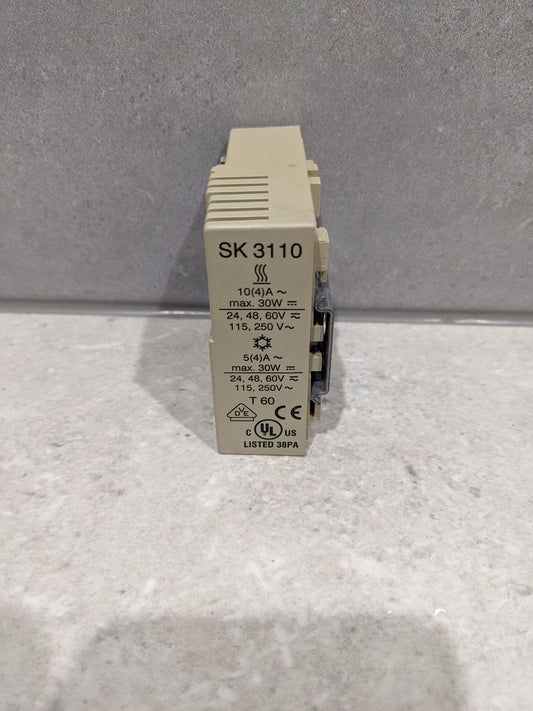 SK 3110
10(4)A ~
max. 30W ⎓
24, 48, 60V ≂
115, 250 V ~
5(4)A ~
max. 30W ⎓
24, 48, 60V ≂
115, 250V ~
T 60
VDE CE
C UL US
LISTED 38PA